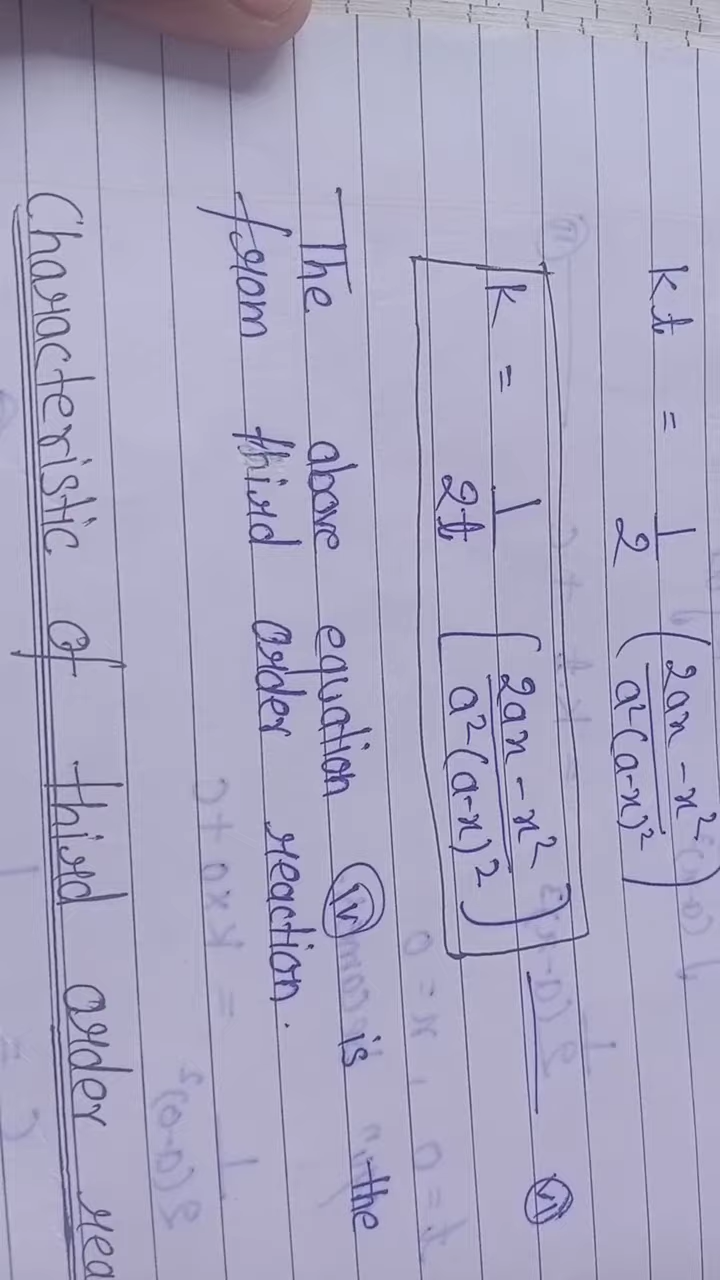 kt = 1/2 (2ax - x²/a²(a-x)²)
k = 1/2t [2ax - x²/a²(a-x)²) — (vi)
The above equation (iv) is the
from third order reaction.
Characteristic of third order rea